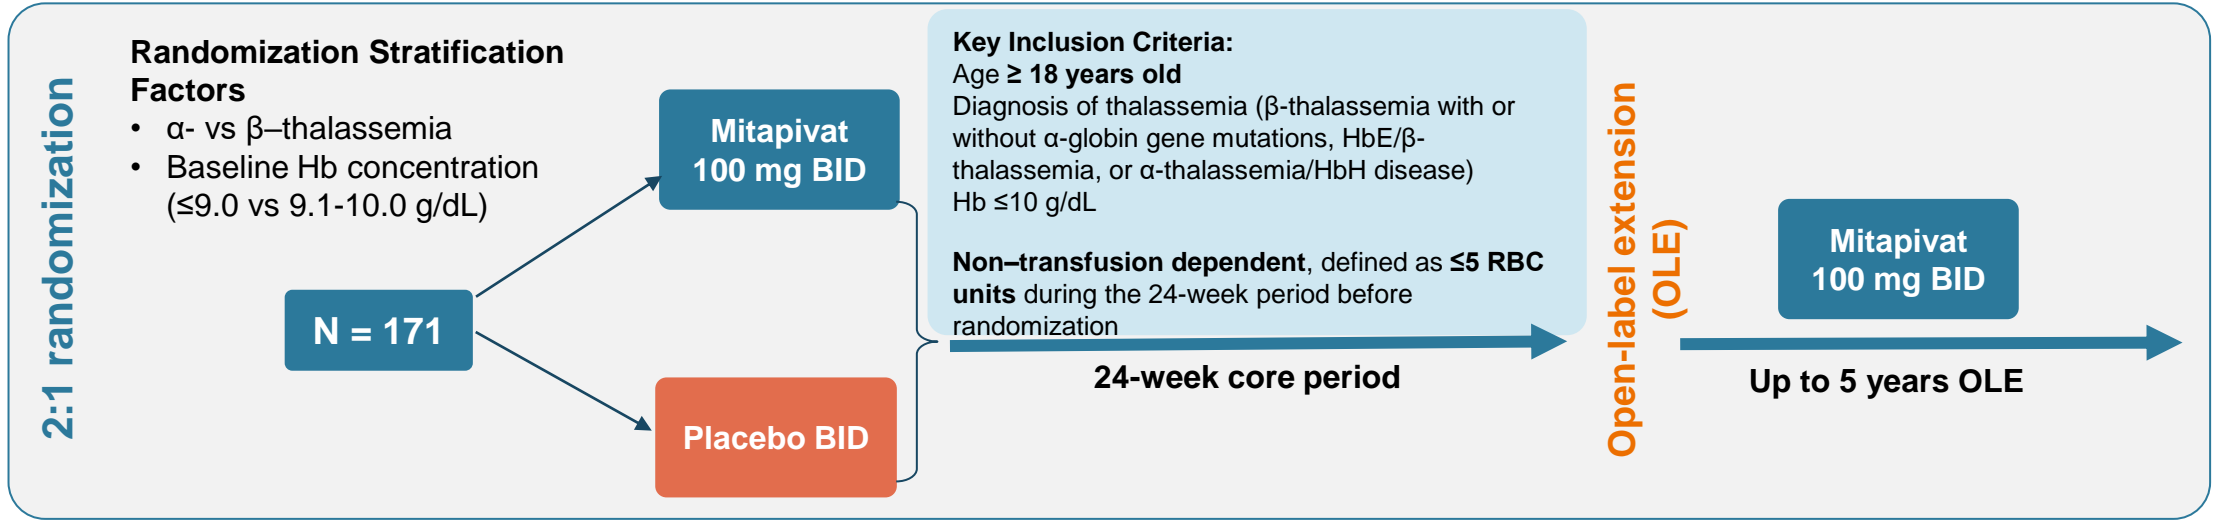 2:1 randomization
Randomization Stratification
Factors
• α- vs β–thalassemia
• Baseline Hb concentration
(≤9.0 vs 9.1-10.0 g/dL)
N = 171
Mitapivat
100 mg BID
Placebo BID
Key Inclusion Criteria:
Age ≥ 18 years old
Diagnosis of thalassemia (β-thalassemia with or
without α-globin gene mutations, HbE/β-
thalassemia, or α-thalassemia/HbH disease)
Hb ≤10 g/dL
Non–transfusion dependent, defined as ≤5 RBC
units during the 24-week period before
randomization
24-week core period
Open-label extension
(OLE)
Mitapivat
100 mg BID
Up to 5 years OLE